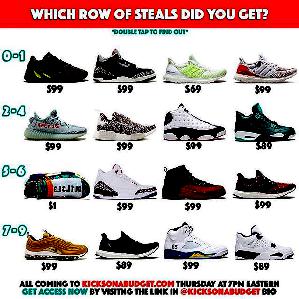 WHICH ROW OF STEALS DID YOU GET?
*DOUBLE TAP TO FIND OUT*
0-1
$99 $99 $69 $99
2-4
$99 $99 $99 $89
5-6
$1 $99 $99 $99
7-9
$99 $89 $99 $89
ALL COMING TO KICKSONABUDGET.COM THURSDAY AT 7PM EASTERN
GET ACCESS NOW BY VISITNG THE LINK IN @KICKSONABUDGET BIO